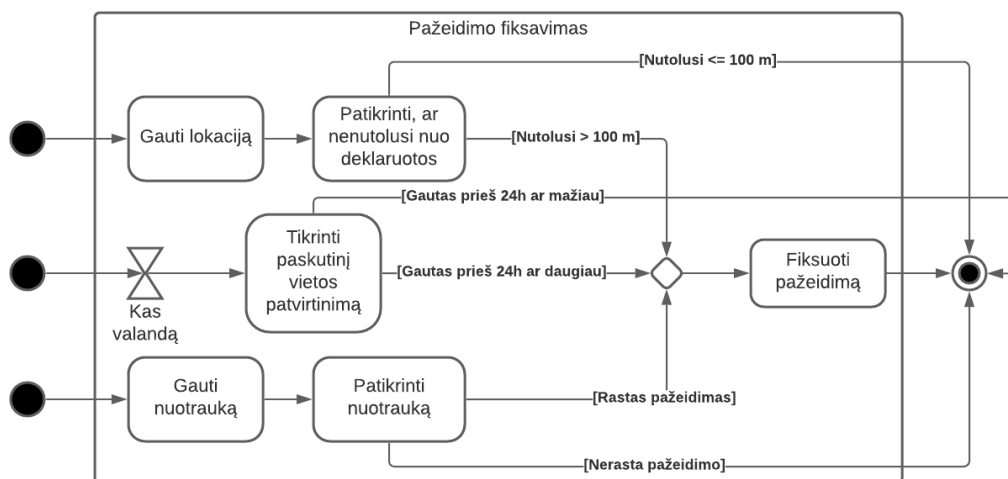 Pažeidimo fiksavimas
[Nutolusi <= 100 m]
Gauti lokaciją
Patikrinti, ar
nenutolusi nuo
deklaruotos
[Nutolusi > 100 m]
[Gautas prieš 24h ar mažiau]
Kas
valandą
Tikrinti
paskutinį
vietos
patvirtinimą
[Gautas prieš 24h ar daugiau]
Fiksuoti
pažeidimą
Gauti
nuotrauką
Patikrinti
nuotrauką
[Rastas pažeidimas]
[Nerasta pažeidimo]